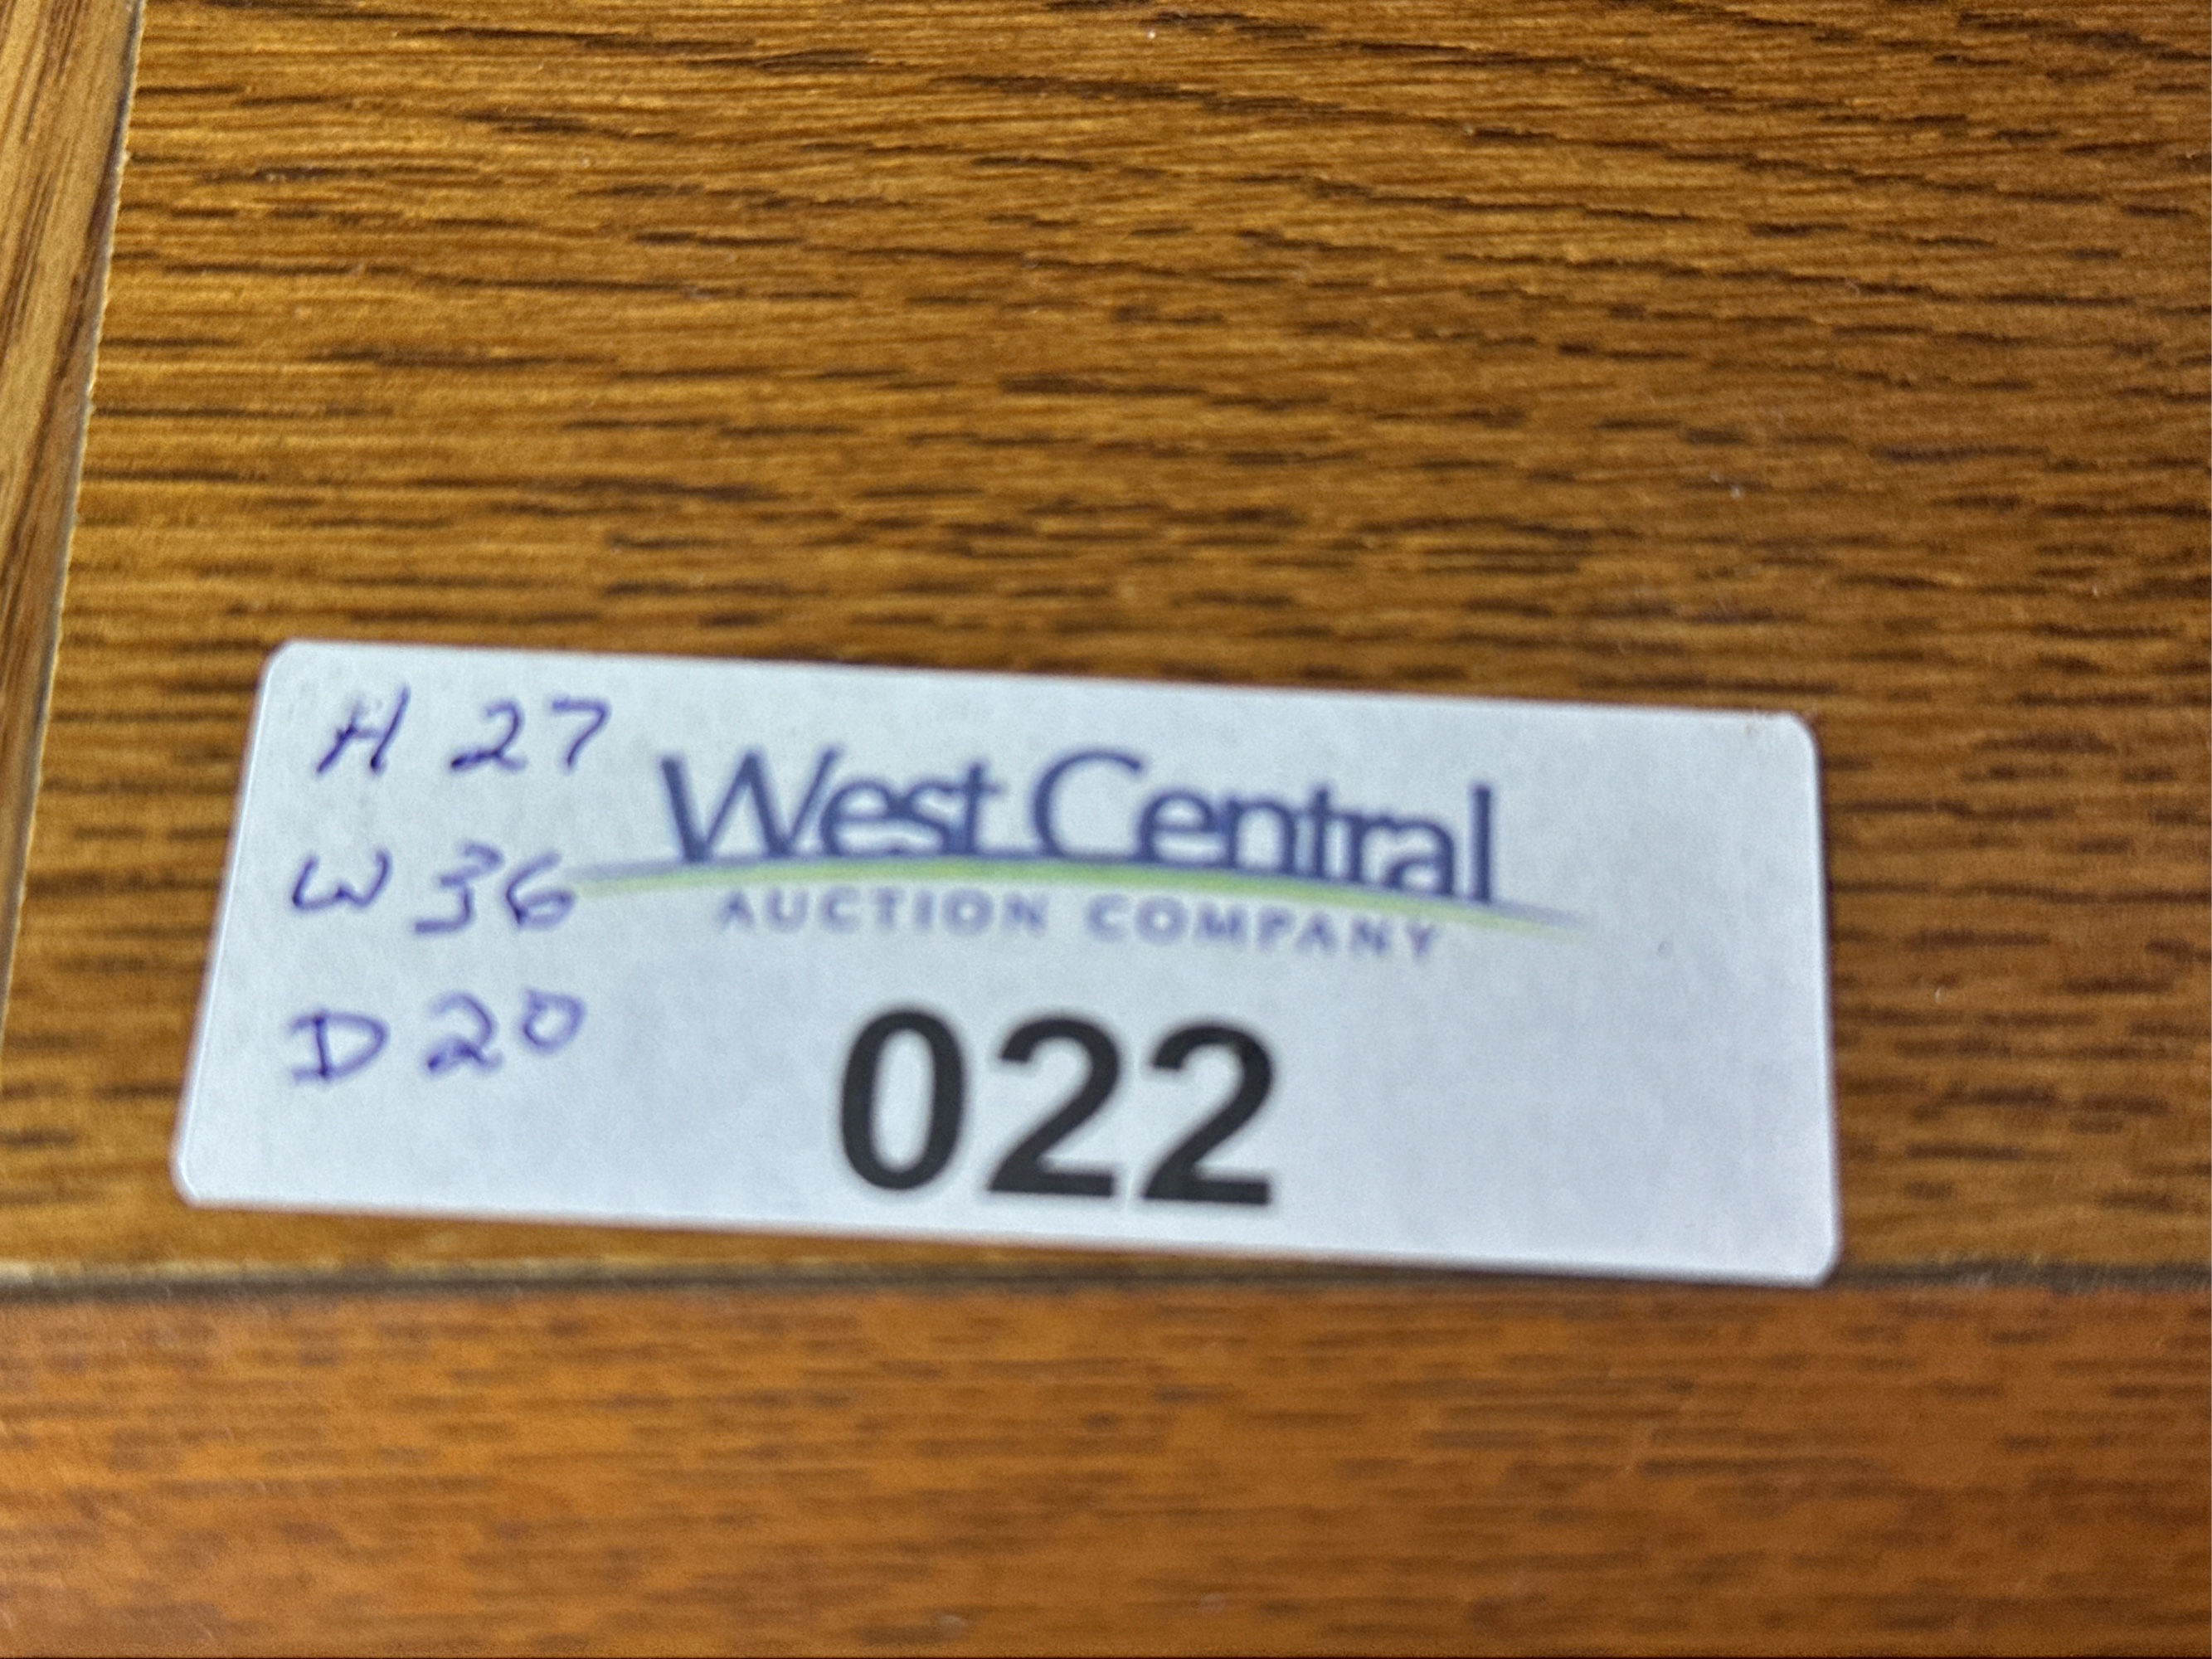 H 27
W 36
D 20
West Central
AUCTION COMPANY
022